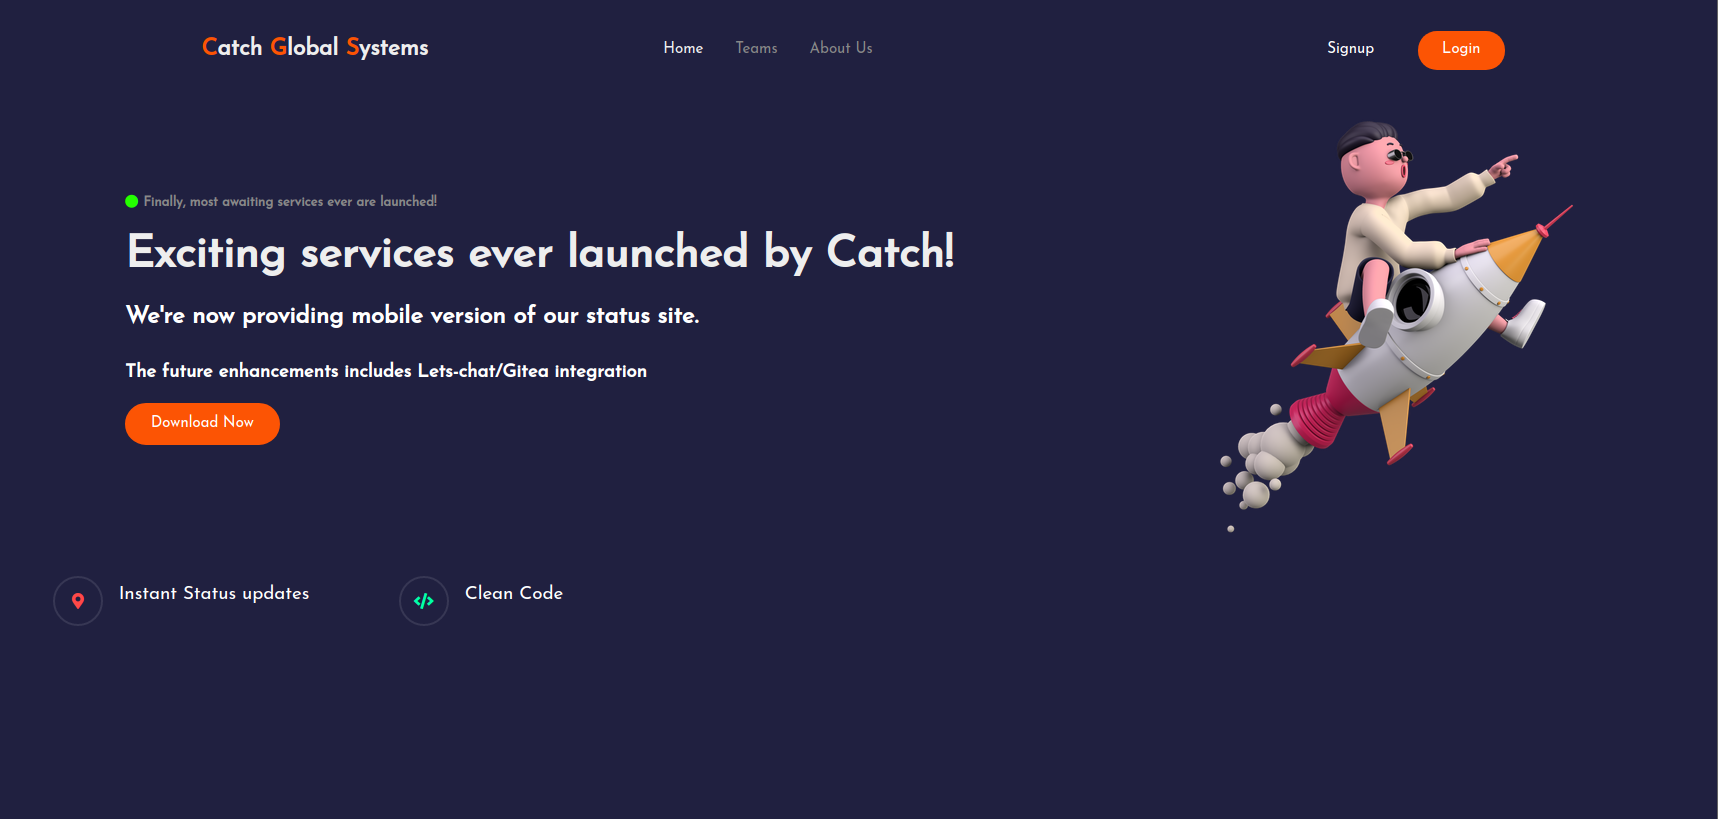 Catch Global Systems
Home Teams About Us
Signup Login
Finally, most awaiting services ever are launched!
Exciting services ever launched by Catch!
We're now providing mobile version of our status site.
The future enhancements includes Lets-chat/Gitea integration
Download Now
Instant Status updates
Clean Code